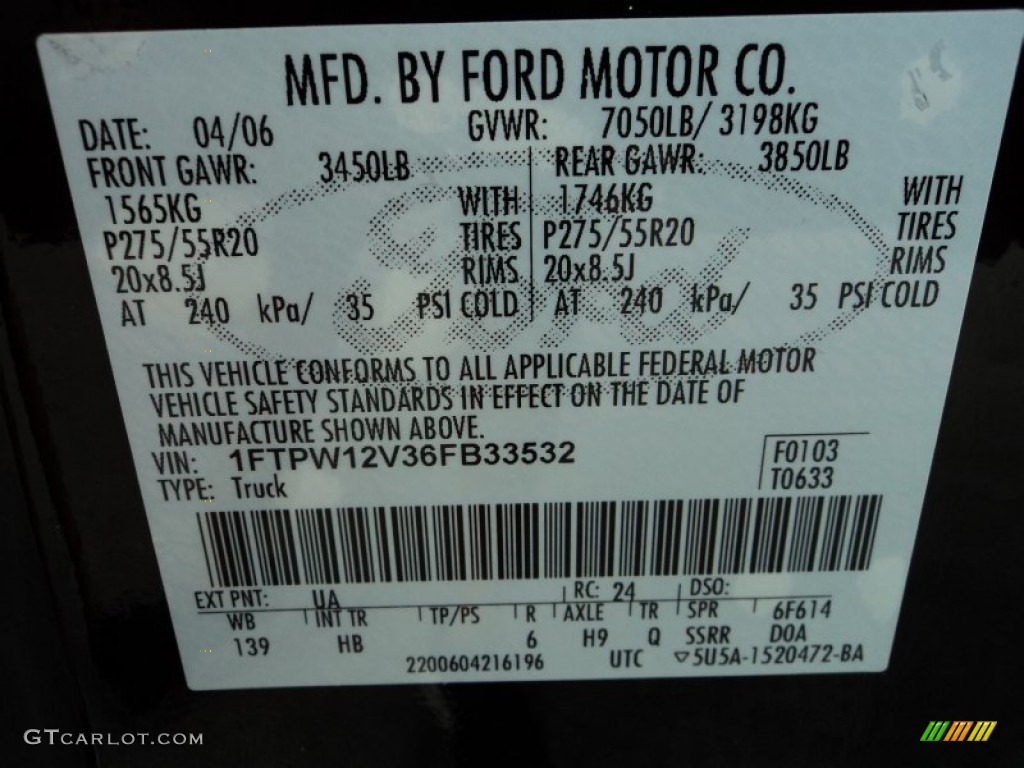 MFD. BY FORD MOTOR CO.
DATE: 04/06 GVWR: 7050LB/ 3198KG
FRONT GAWR: 3450LB REAR GAWR: 3850LB
1565KG WITH 1746KG WITH
P275/55R20 TIRES P275/55R20 TIRES
20x8.5J RIMS 20x8.5J RIMS
AT 240 kPa/ 35 PSI COLD AT 240 kPa/ 35 PSI COLD
Ford
THIS VEHICLE CONFORMS TO ALL APPLICABLE FEDERAL MOTOR
VEHICLE SAFETY STANDARDS IN EFFECT ON THE DATE OF
MANUFACTURE SHOWN ABOVE.
VIN: 1FTPW12V36FB33532 F0103
TYPE: Truck T0633
EXT PNT: UA RC: 24 DSO:
WB INT TR TP/PS R AXLE TR SPR 6F614
139 HB 6 H9 Q SSRR DOA
2200604216196 UTC ▽5U5A-1520472-BA
GTCARLOT.COM